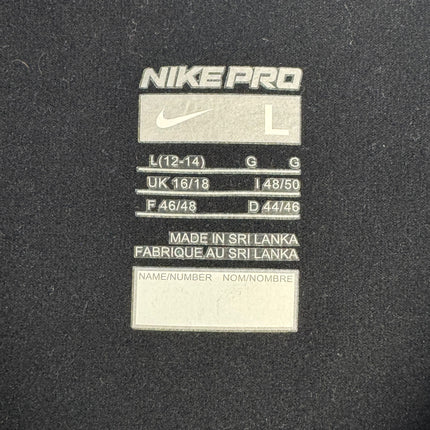 NIKE PRO
L
L(12-14) G G
UK 16/18 I 48/50
F 46/48 D 44/46
MADE IN SRI LANKA
FABRIQUE AU SRI LANKA
NAME/NUMBER NOM/NOMBRE